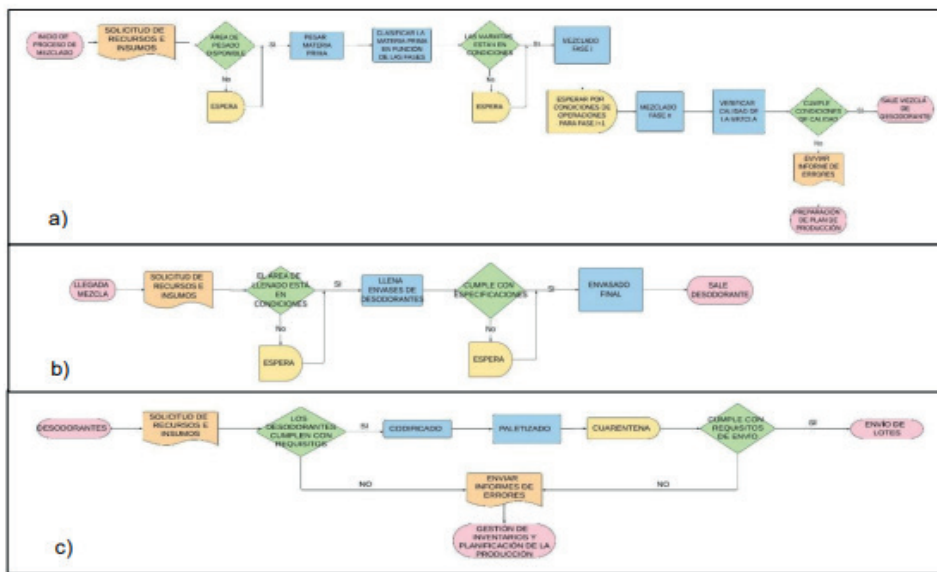 INICIO DE
PROCESO DE
MEZCLADO
SOLICITUD DE
RECURSOS E
INSUMOS
ÁREA DE
PESADO
DISPONIBLE
SI
No
ESPERA
PESAR
MATERIA
PRIMA
CLASIFICAR LA
MATERIA PRIMA
EN FUNCIÓN
DE LAS FASES
LAS MARMITAS
ESTÁN EN
CONDICIONES
SI
No
ESPERA
MEZCLADO
FASE I
ESPERAR POR
CONDICIONES DE
OPERACIONES
PARA FASE I+1
MEZCLADO
FASE
VERIFICAR
CALIDAD DE
LA MEZCLA
CUMPLE
CONDICIONES
DE CALIDAD
SI
SALE MEZCLA
DE
DESODORANTE
No
ENVIAR
INFORME DE
ERRORES
PREPARACIÓN
DE PLAN DE
PRODUCCIÓN
a)
LLEGADA
MEZCLA
SOLICITUD DE
RECURSOS E
INSUMOS
EL ÁREA DE
LLENADO ESTÁ
EN
CONDICIONES
SI
No
ESPERA
LLENA
ENVASES DE
DESODORANTES
CUMPLE CON
ESPECIFICACIONES
SI
No
ESPERA
ENVASADO
FINAL
SALE
DESODORANTE
b)
DESODORANTES
SOLICITUD DE
RECURSOS E
INSUMOS
LOS
DESODORANTES
CUMPLEN CON
REQUISITOS
SI
CODIFICADO
PALETIZADO
CUARENTENA
CUMPLE CON
REQUISITOS
DE ENVÍO
SI
ENVÍO DE
LOTES
NO
ENVIAR
INFORMES DE
ERRORES
NO
GESTIÓN DE
INVENTARIOS Y
PLANIFICACIÓN DE LA
PRODUCCIÓN
c)